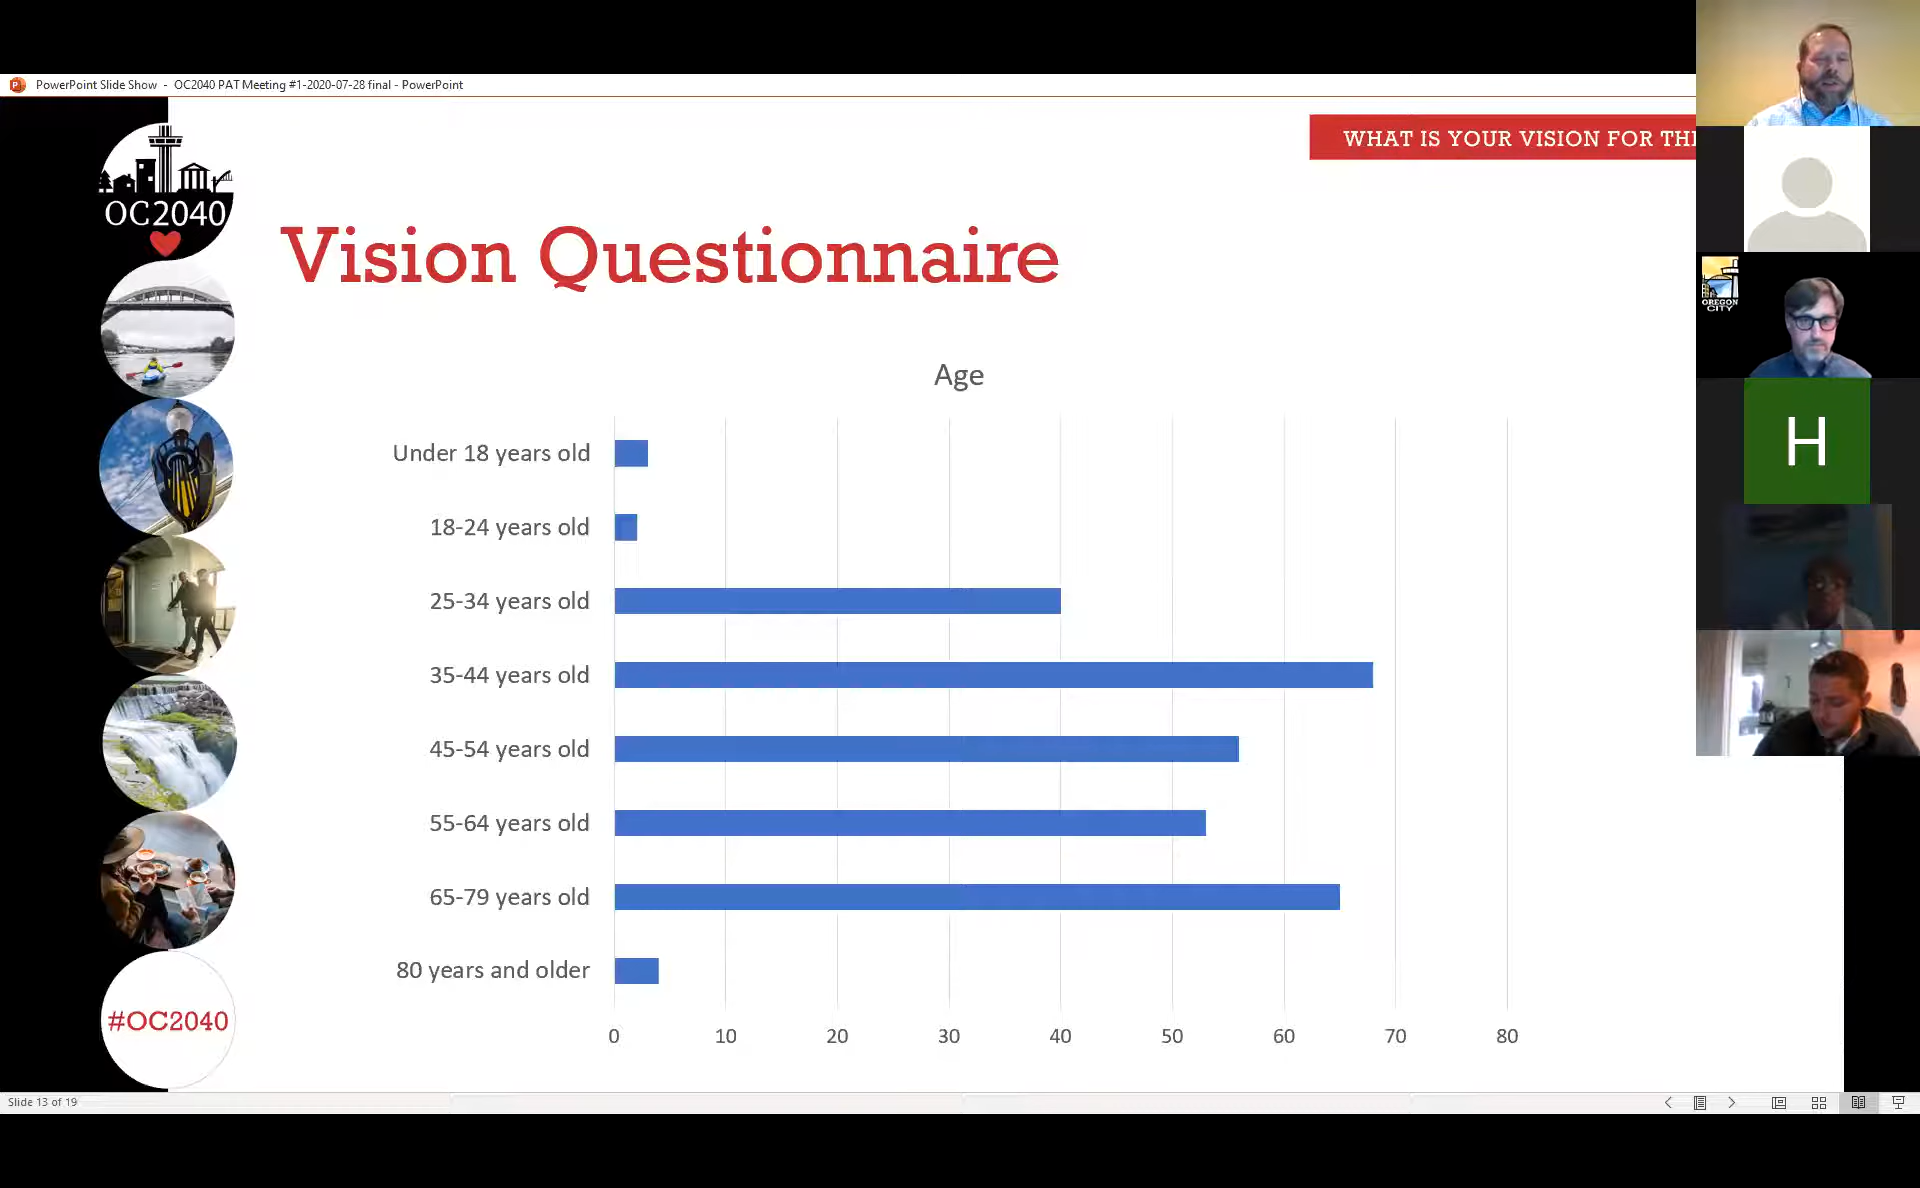 PowerPoint Slide Show - OC2040 PAT Meeting #1-2020-07-28 final - PowerPoint
WHAT IS YOUR VISION FOR TH
OC2040
OREGON
CITY
Vision Questionnaire
Age
H
Under 18 years old
18-24 years old
25-34 years old
35-44 years old
45-54 years old
55-64 years old
65-79 years old
80 years and older
0 10 20 30 40 50 60 70 80
#OC2040
Slide 13 of 19